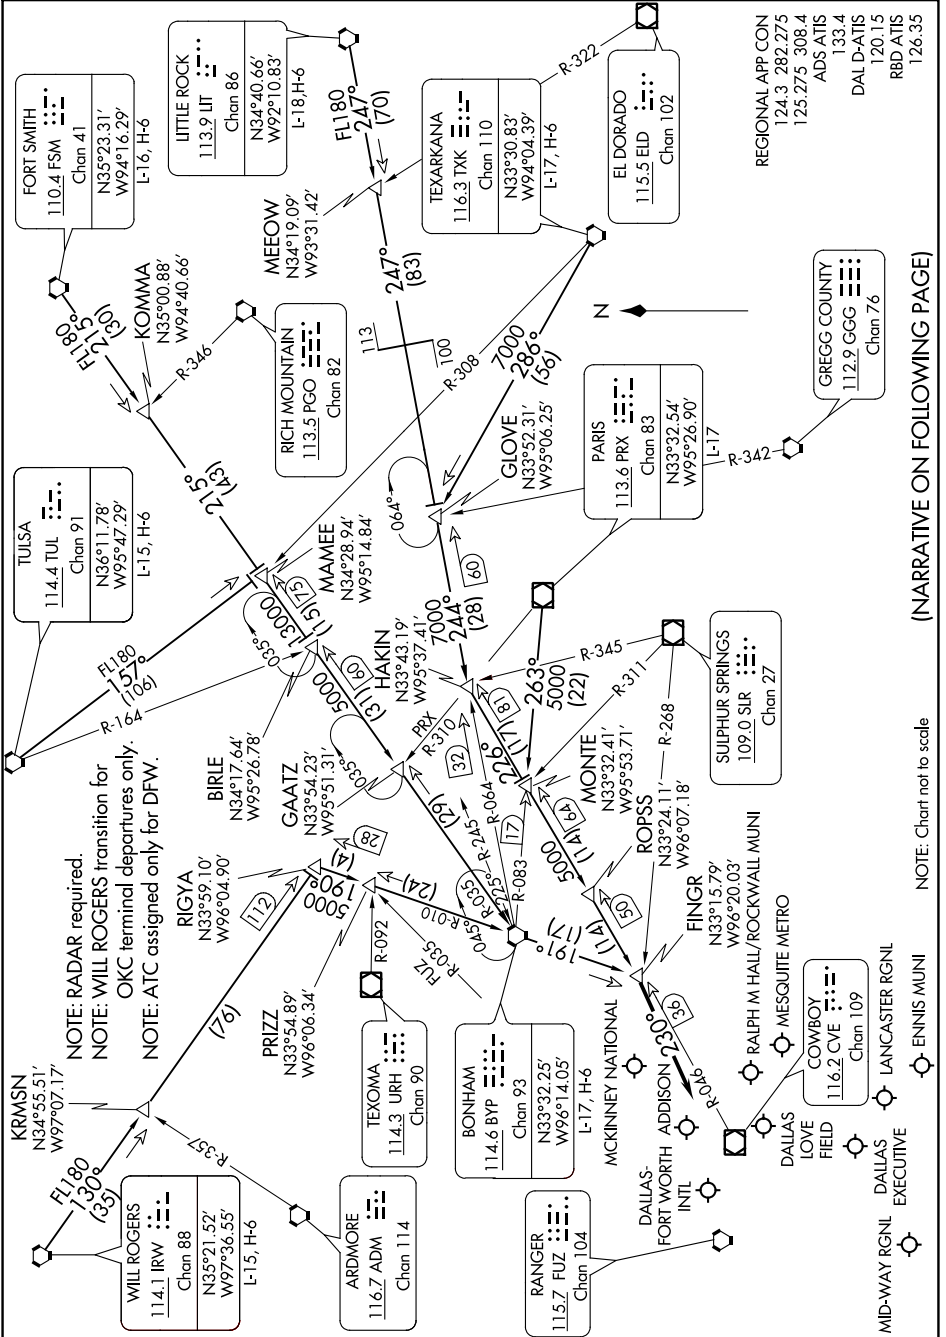 TULSA
114.4 TUL
Chan 91
N36°11.78'
W95°47.29'
L-15, H-6
FORT SMITH
110.4 FSM
Chan 41
N35°23.31'
W94°16.29'
L-16, H-6
LITTLE ROCK
113.9 LIT
Chan 86
N34°40.66'
W92°10.83'
L-18,H-6
FL180
215°
(30)
KOMMA
N35°00.88'
W94°40.66'
R-346
RICH MOUNTAIN
113.5 PGO
Chan 82
215°
(43)
FL180
247°
(70)
MEEOW
N34°19.09'
W93°31.42'
247°
(83)
113
100
TEXARKANA
116.3 TXK
Chan 110
N33°30.83'
W94°04.39'
L-17, H-6
R-322
EL DORADO
115.5 ELD
Chan 102
REGIONAL APP CON
124.3 282.275
125.275 308.4
ADS ATIS
133.4
DAL D-ATIS
120.15
RBD ATIS
126.35
R-308
7000
286°
(56)
N
GLOVE
N33°52.31'
W95°06.25'
064°
PARIS
113.6 PRX
Chan 83
N33°32.54'
W95°26.90'
L-17
R-342
GREGG COUNTY
112.9 GGG
Chan 76
FL180
157°
(106)
R-164
MAMEE
N34°28.94'
W95°14.84'
13000
(15)
75
035°
BIRLE
N34°17.64'
W95°26.78'
5000
(31)
60
035°
GAATZ
N33°54.23'
W95°51.31'
(29)
HAKIN
N33°43.19'
W95°37.41'
7000
244°
(28)
60
PRX
R-310
32
81
226°
(17)
263°
5000
(22)
R-345
R-311
SULPHUR SPRINGS
109.0 SLR
Chan 27
R-268
MONTE
N33°32.41'
W95°53.71'
64
(14)
5000
50
(14)
ROPSS
N33°24.11'
W96°07.18'
FINGR
N33°15.79'
W96°20.03'
R-064
R-245
225°
R-083
17
R-035
045°
NOTE: RADAR required.
NOTE: WILL ROGERS transition for
OKC terminal departures only.
NOTE: ATC assigned only for DFW.
KRMSN
N34°55.51'
W97°07.17'
FL180
130°
(35)
WILL ROGERS
114.1 IRW
Chan 88
N35°21.52'
W97°36.55'
L-15, H-6
R-357
ARDMORE
116.7 ADM
Chan 114
(76)
112
RIGYA
N33°59.10'
W96°04.90'
28
(4)
5000
190°
PRIZZ
N33°54.89'
W96°06.34'
(24)
R-010
R-092
FUZ
R-035
TEXOMA
114.3 URH
Chan 90
BONHAM
114.6 BYP
Chan 93
N33°32.25'
W96°14.05'
L-17, H-6
191°
(17)
230°
36
R-046
COWBOY
116.2 CVE
Chan 109
RANGER
115.7 FUZ
Chan 104
MCKINNEY NATIONAL
ADDISON
DALLAS-
FORT WORTH
INTL
RALPH M HALL/ROCKWALL MUNI
MESQUITE METRO
DALLAS
LOVE
FIELD
DALLAS
EXECUTIVE
LANCASTER RGNL
ENNIS MUNI
MID-WAY RGNL
NOTE: Chart not to scale
(NARRATIVE ON FOLLOWING PAGE)